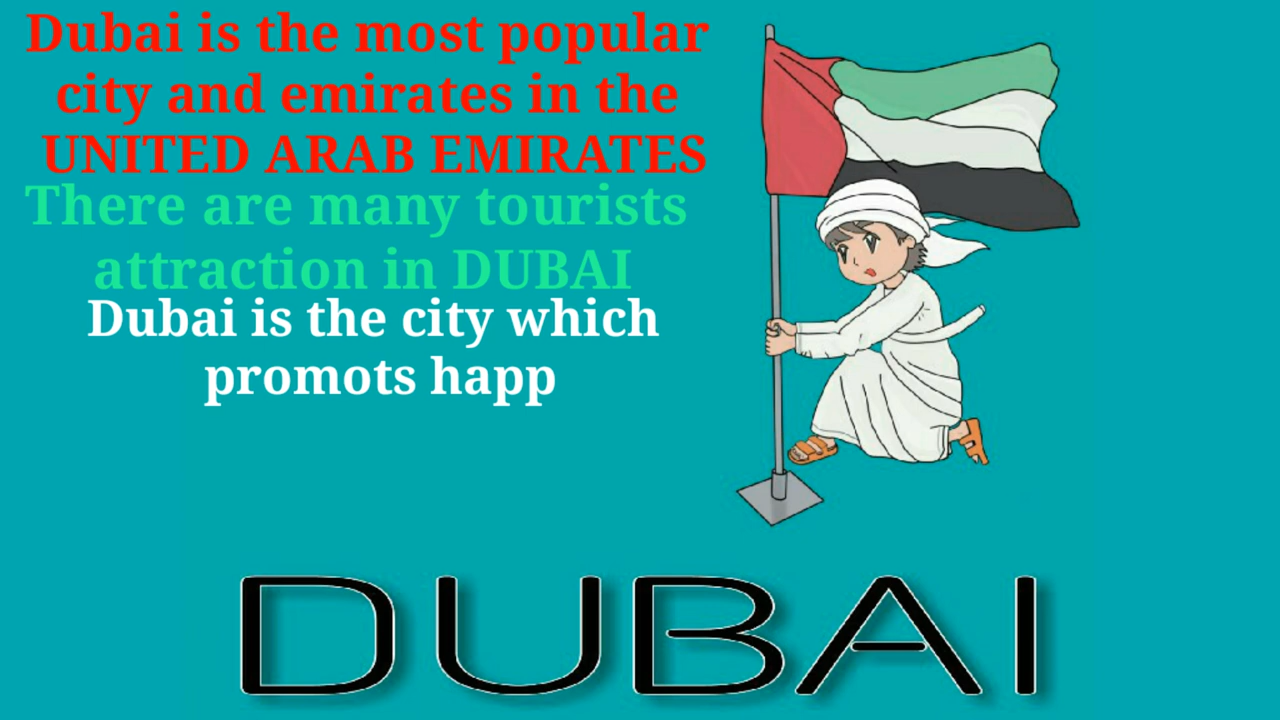 Dubai is the most popular
city and emirates in the
UNITED ARAB EMIRATES
There are many tourists
attraction in DUBAI
Dubai is the city which
promots happ
DUBAI